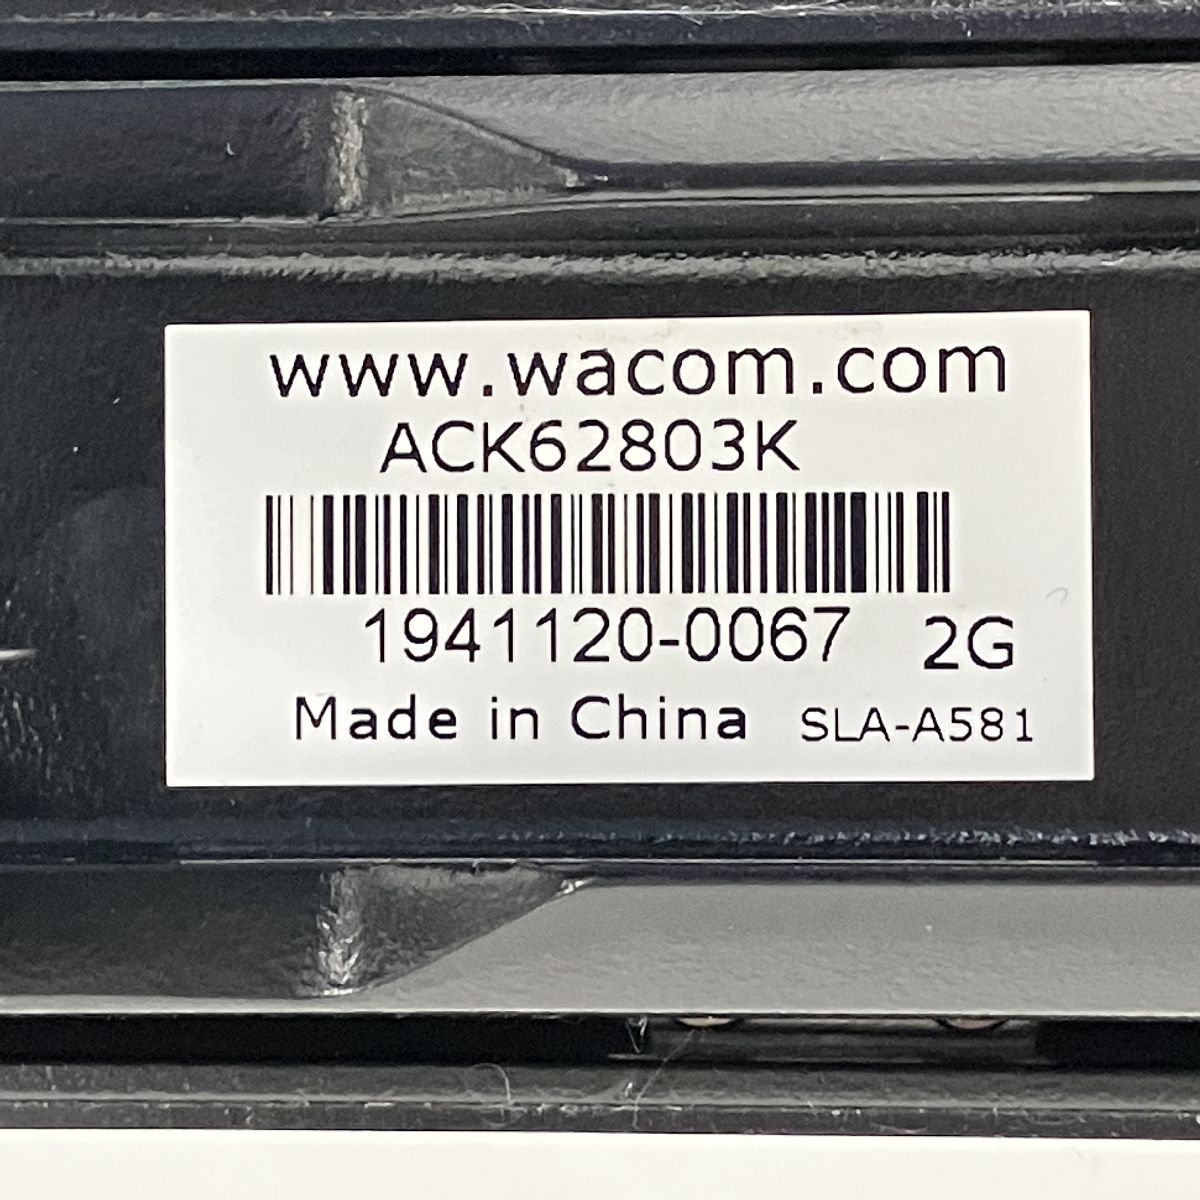 www.wacom.com
ACK62803K
1941120-0067 2G
Made in China SLA-A581